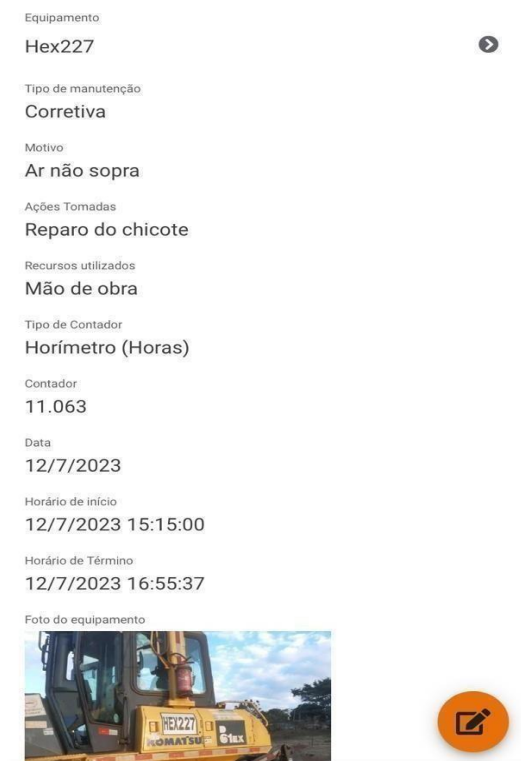 Equipamento
Hex227
Tipo de manutenção
Corretiva
Motivo
Ar não sopra
Ações Tomadas
Reparo do chicote
Recursos utilizados
Mão de obra
Tipo de Contador
Horímetro (Horas)
Contador
11.063
Data
12/7/2023
Horário de início
12/7/2023 15:15:00
Horário de Término
12/7/2023 16:55:37
Foto do equipamento
HEX227
KOMATSU